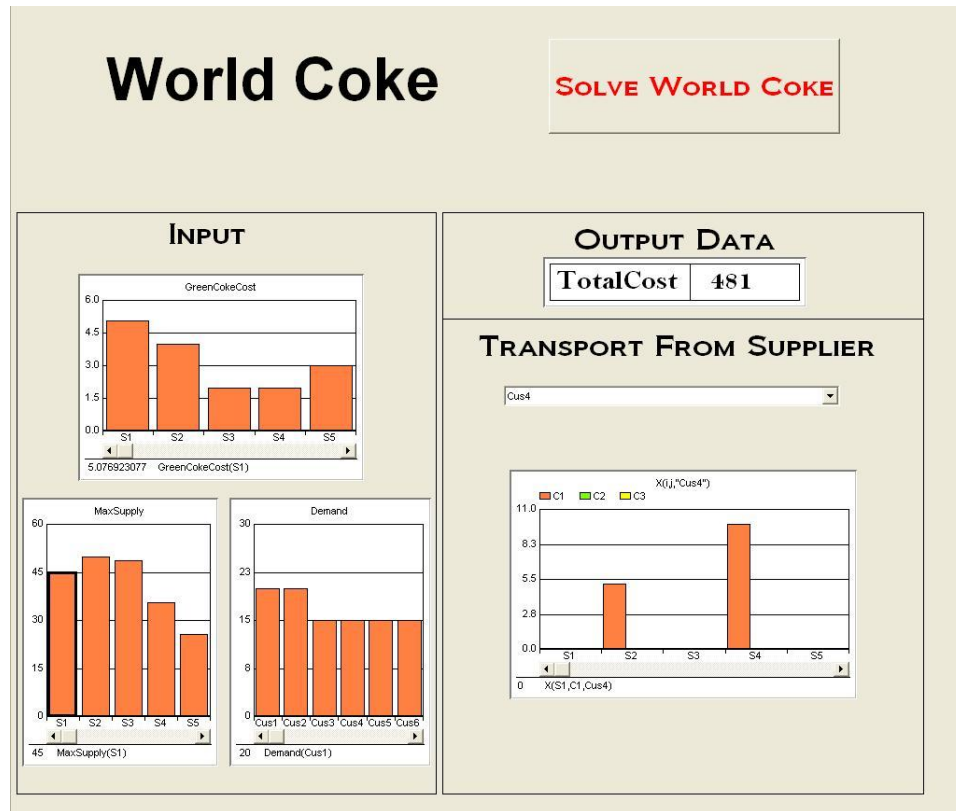 World Coke
SOLVE WORLD COKE
INPUT
GreenCokeCost
6.0
4.5
3.0
1.5
0.0
S1 S2 S3 S4 S5
5.076923077 GreenCokeCost(S1)
MaxSupply
60
45
30
15
0
S1 S2 S3 S4 S5
45 MaxSupply(S1)
Demand
30
23
15
8
0
Cus1 Cus2 Cus3 Cus4 Cus5 Cus6
20 Demand(Cus1)
OUTPUT DATA
TotalCost 481
TRANSPORT FROM SUPPLIER
Cus4
X(i,j,"Cus4")
C1 C2 C3
11.0
8.3
5.5
2.8
0.0
S1 S2 S3 S4 S5
0 X(S1,C1,Cus4)